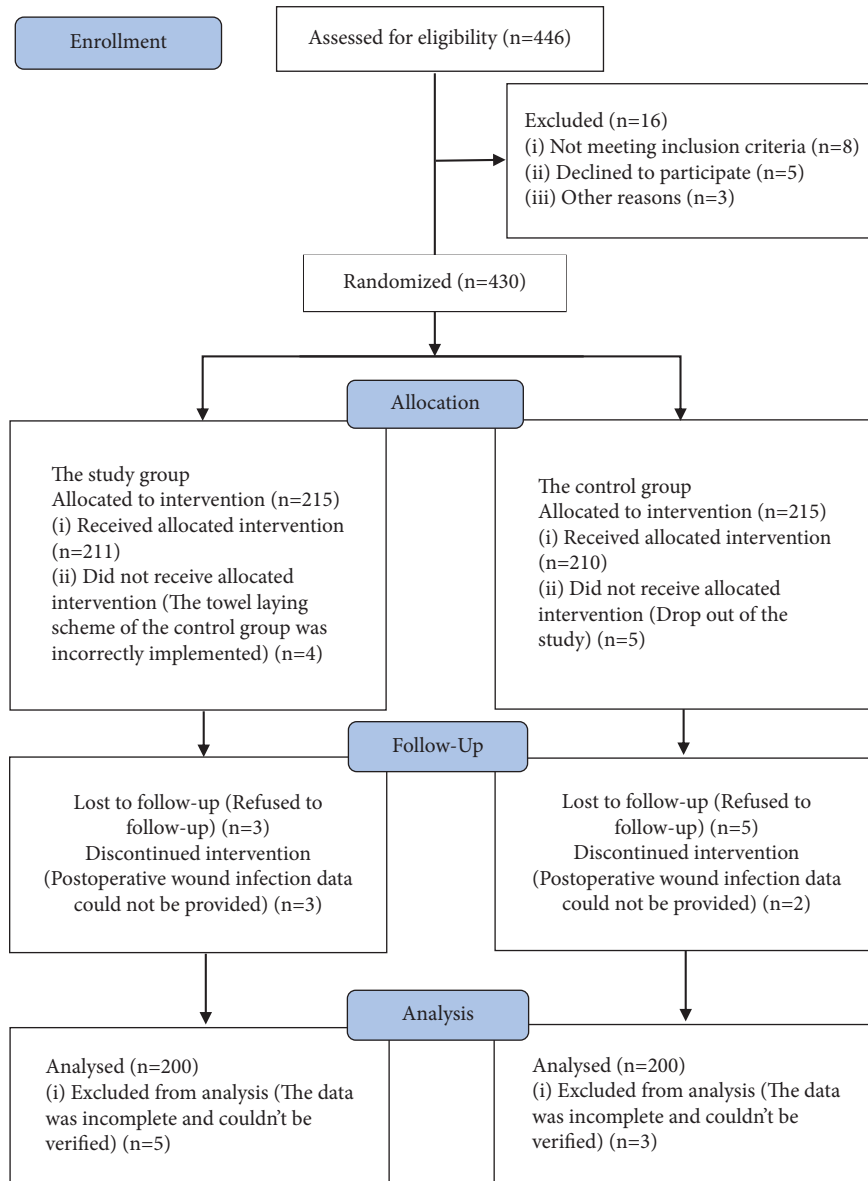 Enrollment
Assessed for eligibility (n=446)
Excluded (n=16)
(i) Not meeting inclusion criteria (n=8)
(ii) Declined to participate (n=5)
(iii) Other reasons (n=3)
Randomized (n=430)
Allocation
The study group
Allocated to intervention (n=215)
(i) Received allocated intervention
(n=211)
(ii) Did not receive allocated
intervention (The towel laying
scheme of the control group was
incorrectly implemented) (n=4)
The control group
Allocated to intervention (n=215)
(i) Received allocated intervention
(n=210)
(ii) Did not receive allocated
intervention (Drop out of the
study) (n=5)
Follow-Up
Lost to follow-up (Refused to
follow-up) (n=3)
Discontinued intervention
(Postoperative wound infection data
could not be provided) (n=3)
Lost to follow-up (Refused to
follow-up) (n=5)
Discontinued intervention
(Postoperative wound infection data
could not be provided) (n=2)
Analysis
Analysed (n=200)
(i) Excluded from analysis (The data
was incomplete and couldn't be
verified) (n=5)
Analysed (n=200)
(i) Excluded from analysis (The data
was incomplete and couldn't be
verified) (n=3)